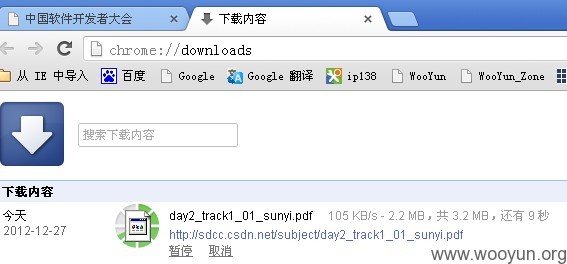 中国软件开发者大会 下载内容
chrome://downloads
从 IE 中导入 百度 Google Google 翻译 ip138 WooYun WooYun_Zone
搜索下载内容
下载内容
今天 day2_track1_01_sunyi.pdf 105 KB/s - 2.2 MB，共 3.2 MB，还有 9 秒
2012-12-27 http://sdcc.csdn.net/subject/day2_track1_01_sunyi.pdf
暂停 取消
www.wooyun.org